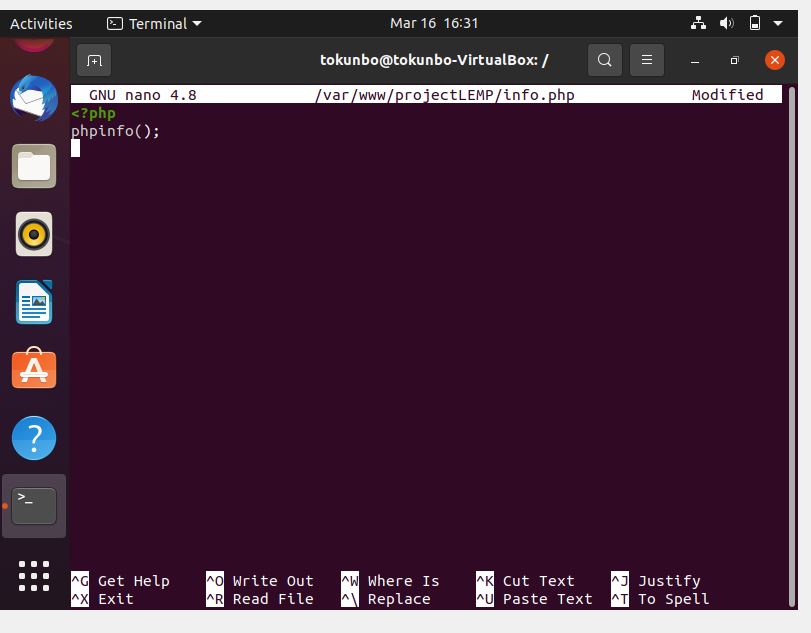 Activities Terminal Mar 16 16:31
tokunbo@tokunbo-VirtualBox: /
GNU nano 4.8 /var/www/projectLEMP/info.php Modified
<?php
phpinfo();
>_
^G Get Help ^O Write Out ^W Where Is ^K Cut Text ^J Justify
^X Exit ^R Read File ^\ Replace ^U Paste Text ^T To Spell